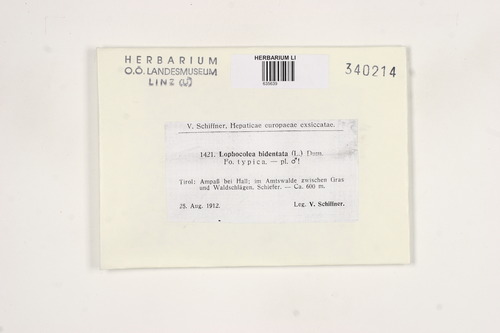 HERBARIUM
O.Ö. LANDESMUSEUM
LINZ (LI)
HERBARIUM LI
340214
V. Schiffner, Hepaticae europaeae exsiccatae.
1421. Lophocolea bidentata (L.) Dum.
Fo. typica. — pl. ♂!
Tirol: Ampaß bei Hall; im Amtswalde zwischen Gras
und Waldschlägen. Schiefer. — Ca. 600 m.
28. Aug. 1912. Leg. V. Schiffner.